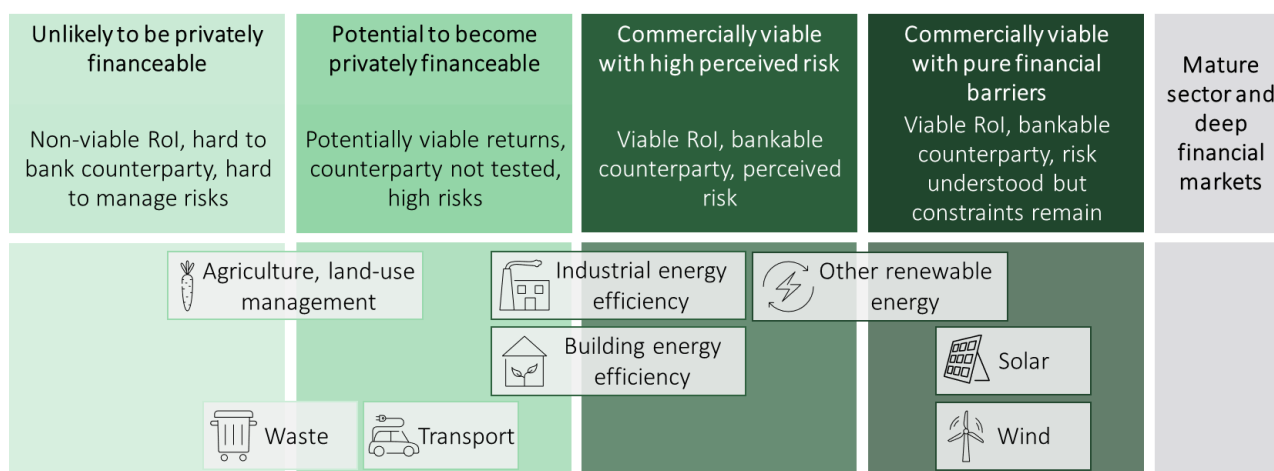 Unlikely to be privately
financeable
Non-viable RoI, hard to
bank counterparty, hard
to manage risks
Potential to become
privately financeable
Potentially viable returns,
counterparty not tested,
high risks
Commercially viable
with high perceived risk
Viable RoI, bankable
counterparty, perceived
risk
Commercially viable
with pure financial
barriers
Viable RoI, bankable
counterparty, risk
understood but
constraints remain
Mature
sector and
deep
financial
markets
Agriculture, land-use
management
Industrial energy
efficiency
Other renewable
energy
Building energy
efficiency
Solar
Waste
Transport
Wind